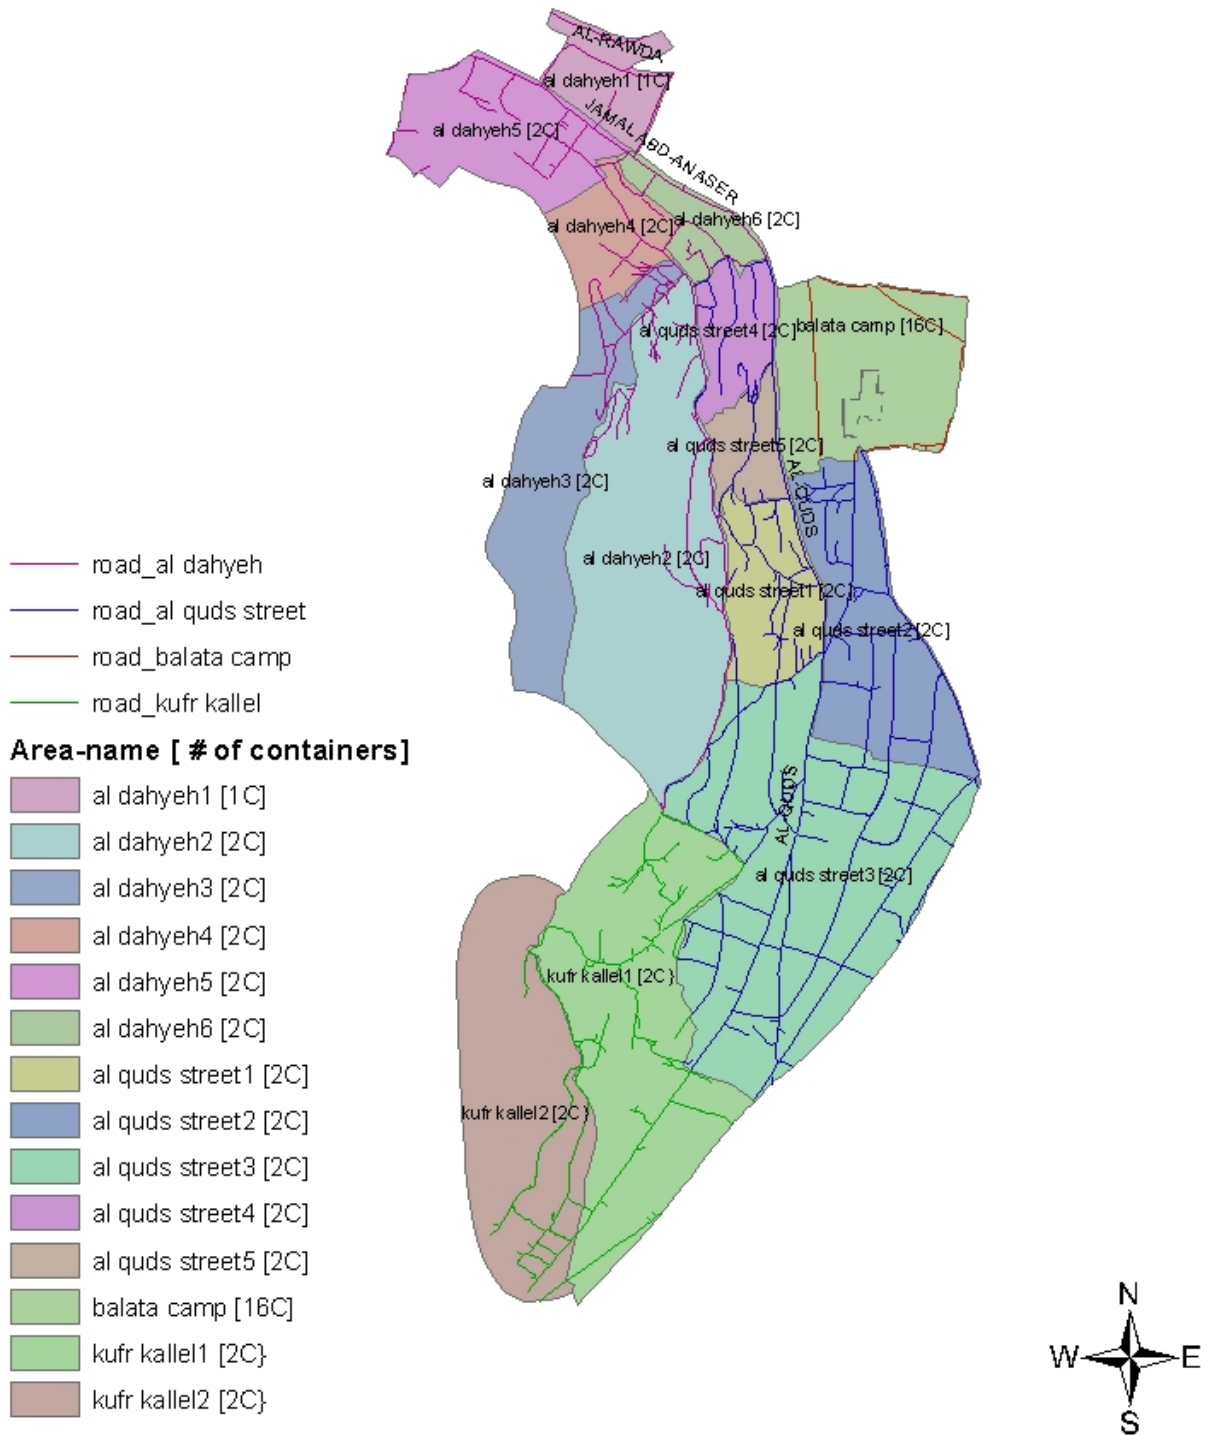 AL-RAWDA
al dahyeh1 [1C]
JAMAL ABD-ANASER
al dahyeh5 [2C]
al dahyeh6 [2C]
al dahyeh4 [2C]
al quds street4 [2C]
balata camp [16C]
al quds street5 [2C]
AL-QUDS
al dahyeh3 [2C]
al dahyeh2 [2C]
al quds street1 [2C]
al quds street2 [2C]
AL-QUDS
al quds street3 [2C]
kufr kallel1 [2C}
kufr kallel2 [2C}
road_al dahyeh
road_al quds street
road_balata camp
road_kufr kallel
Area-name [ # of containers]
al dahyeh1 [1C]
al dahyeh2 [2C]
al dahyeh3 [2C]
al dahyeh4 [2C]
al dahyeh5 [2C]
al dahyeh6 [2C]
al quds street1 [2C]
al quds street2 [2C]
al quds street3 [2C]
al quds street4 [2C]
al quds street5 [2C]
balata camp [16C]
kufr kallel1 [2C}
kufr kallel2 [2C}
N
W E
S